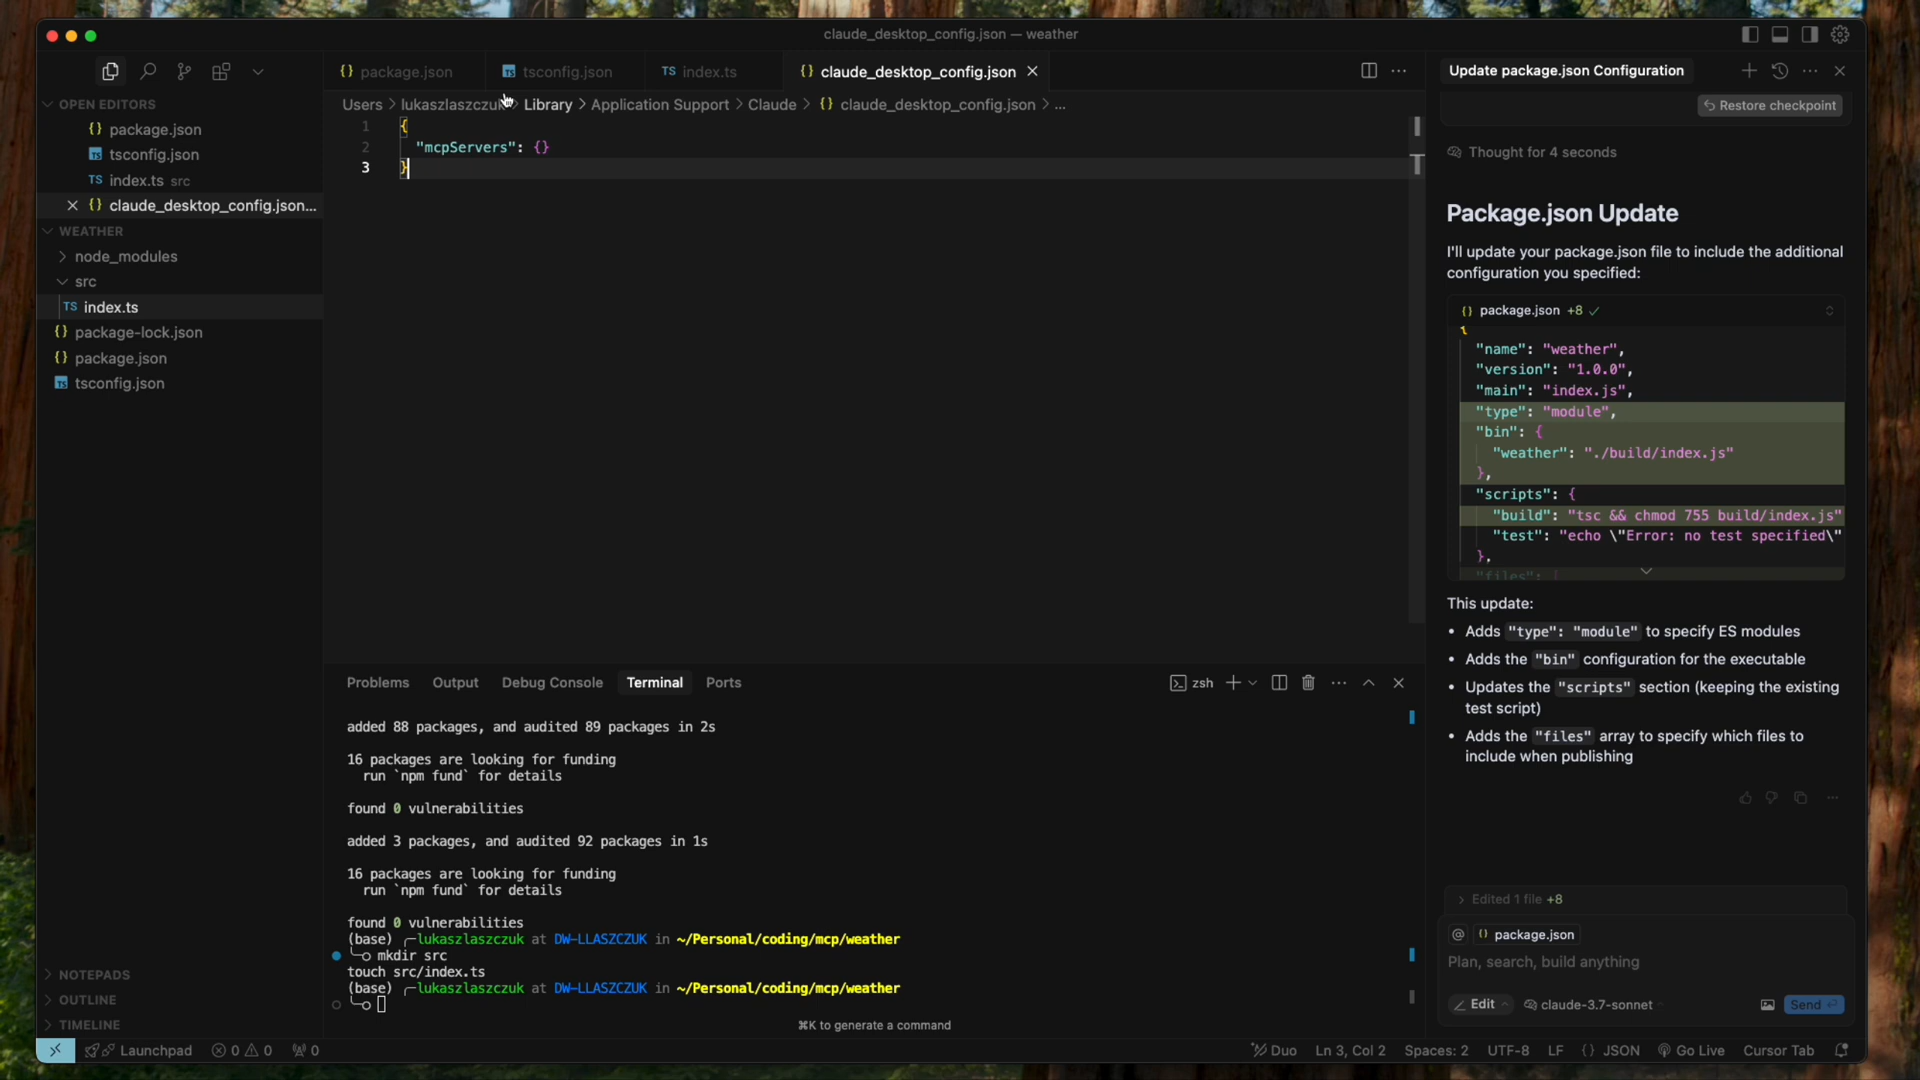 claude_desktop_config.json — weather
package.json
tsconfig.json
TS index.ts
{} claude_desktop_config.json
Update package.json Configuration
OPEN EDITORS
{} package.json
tsconfig.json
TS index.ts src
{} claude_desktop_config.json...
WEATHER
node_modules
src
TS index.ts
{} package-lock.json
{} package.json
tsconfig.json
NOTEPADS
OUTLINE
TIMELINE
Users > lukaszlaszczuk > Library > Application Support > Claude > {} claude_desktop_config.json > ...
1 {
2 "mcpServers": {}
3 }
Problems Output Debug Console Terminal Ports
zsh
added 88 packages, and audited 89 packages in 2s
16 packages are looking for funding
run `npm fund` for details
found 0 vulnerabilities
added 3 packages, and audited 92 packages in 1s
16 packages are looking for funding
run `npm fund` for details
found 0 vulnerabilities
(base) lukaszlaszczuk at DW-LLASZCZUK in ~/Personal/coding/mcp/weather
mkdir src
touch src/index.ts
(base) lukaszlaszczuk at DW-LLASZCZUK in ~/Personal/coding/mcp/weather
⌘K to generate a command
Restore checkpoint
Thought for 4 seconds
Package.json Update
I'll update your package.json file to include the additional
configuration you specified:
{} package.json +8
{
"name": "weather",
"version": "1.0.0",
"main": "index.js",
"type": "module",
"bin": {
"weather": "./build/index.js"
},
"scripts": {
"build": "tsc && chmod 755 build/index.js"
"test": "echo \"Error: no test specified\"
},
"files": [
This update:
• Adds "type": "module" to specify ES modules
• Adds the "bin" configuration for the executable
• Updates the "scripts" section (keeping the existing
test script)
• Adds the "files" array to specify which files to
include when publishing
Edited 1 file +8
@ {} package.json
Plan, search, build anything
Edit claude-3.7-sonnet Send
Launchpad 0 0 0
Duo Ln 3, Col 2 Spaces: 2 UTF-8 LF {} JSON Go Live Cursor Tab